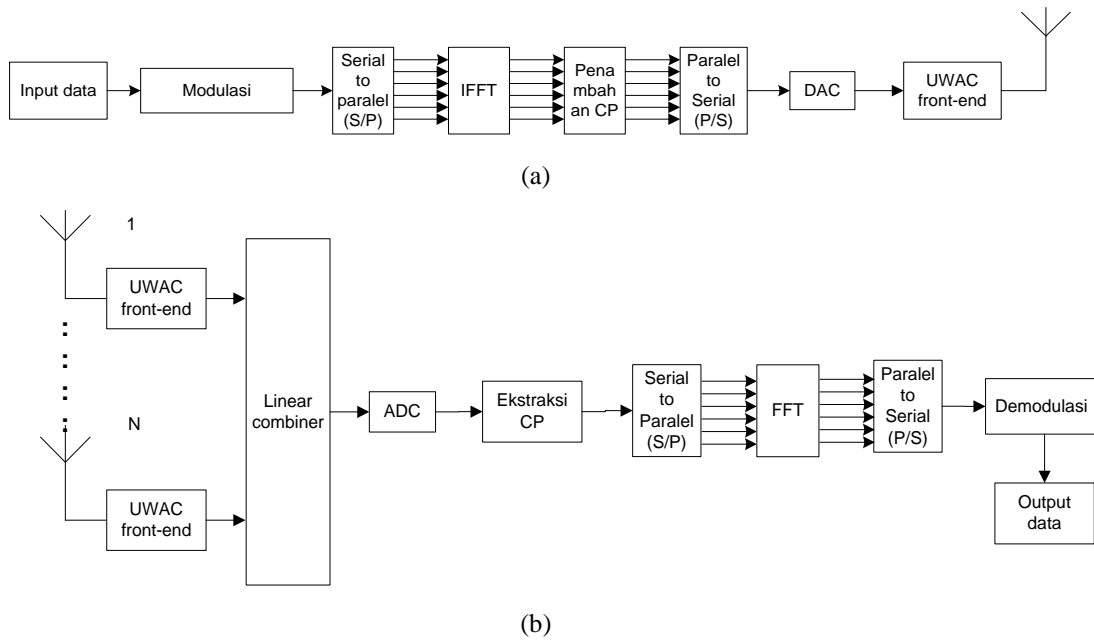 Input data
Modulasi
Serial
to
paralel
(S/P)
IFFT
Pena
mbah
an CP
Paralel
to
Serial
(P/S)
DAC
UWAC
front-end
(a)
1
UWAC
front-end
N
UWAC
front-end
Linear
combiner
ADC
Ekstraksi
CP
Serial
to
Paralel
(S/P)
FFT
Paralel
to
Serial
(P/S)
Demodulasi
Output
data
(b)